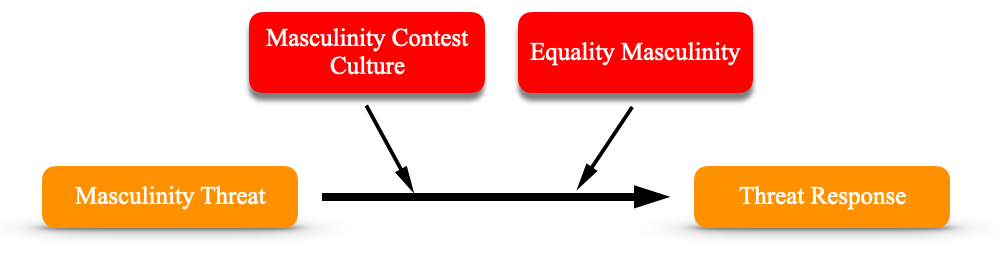 Masculinity Contest
Culture
Equality Masculinity
Masculinity Threat
Threat Response